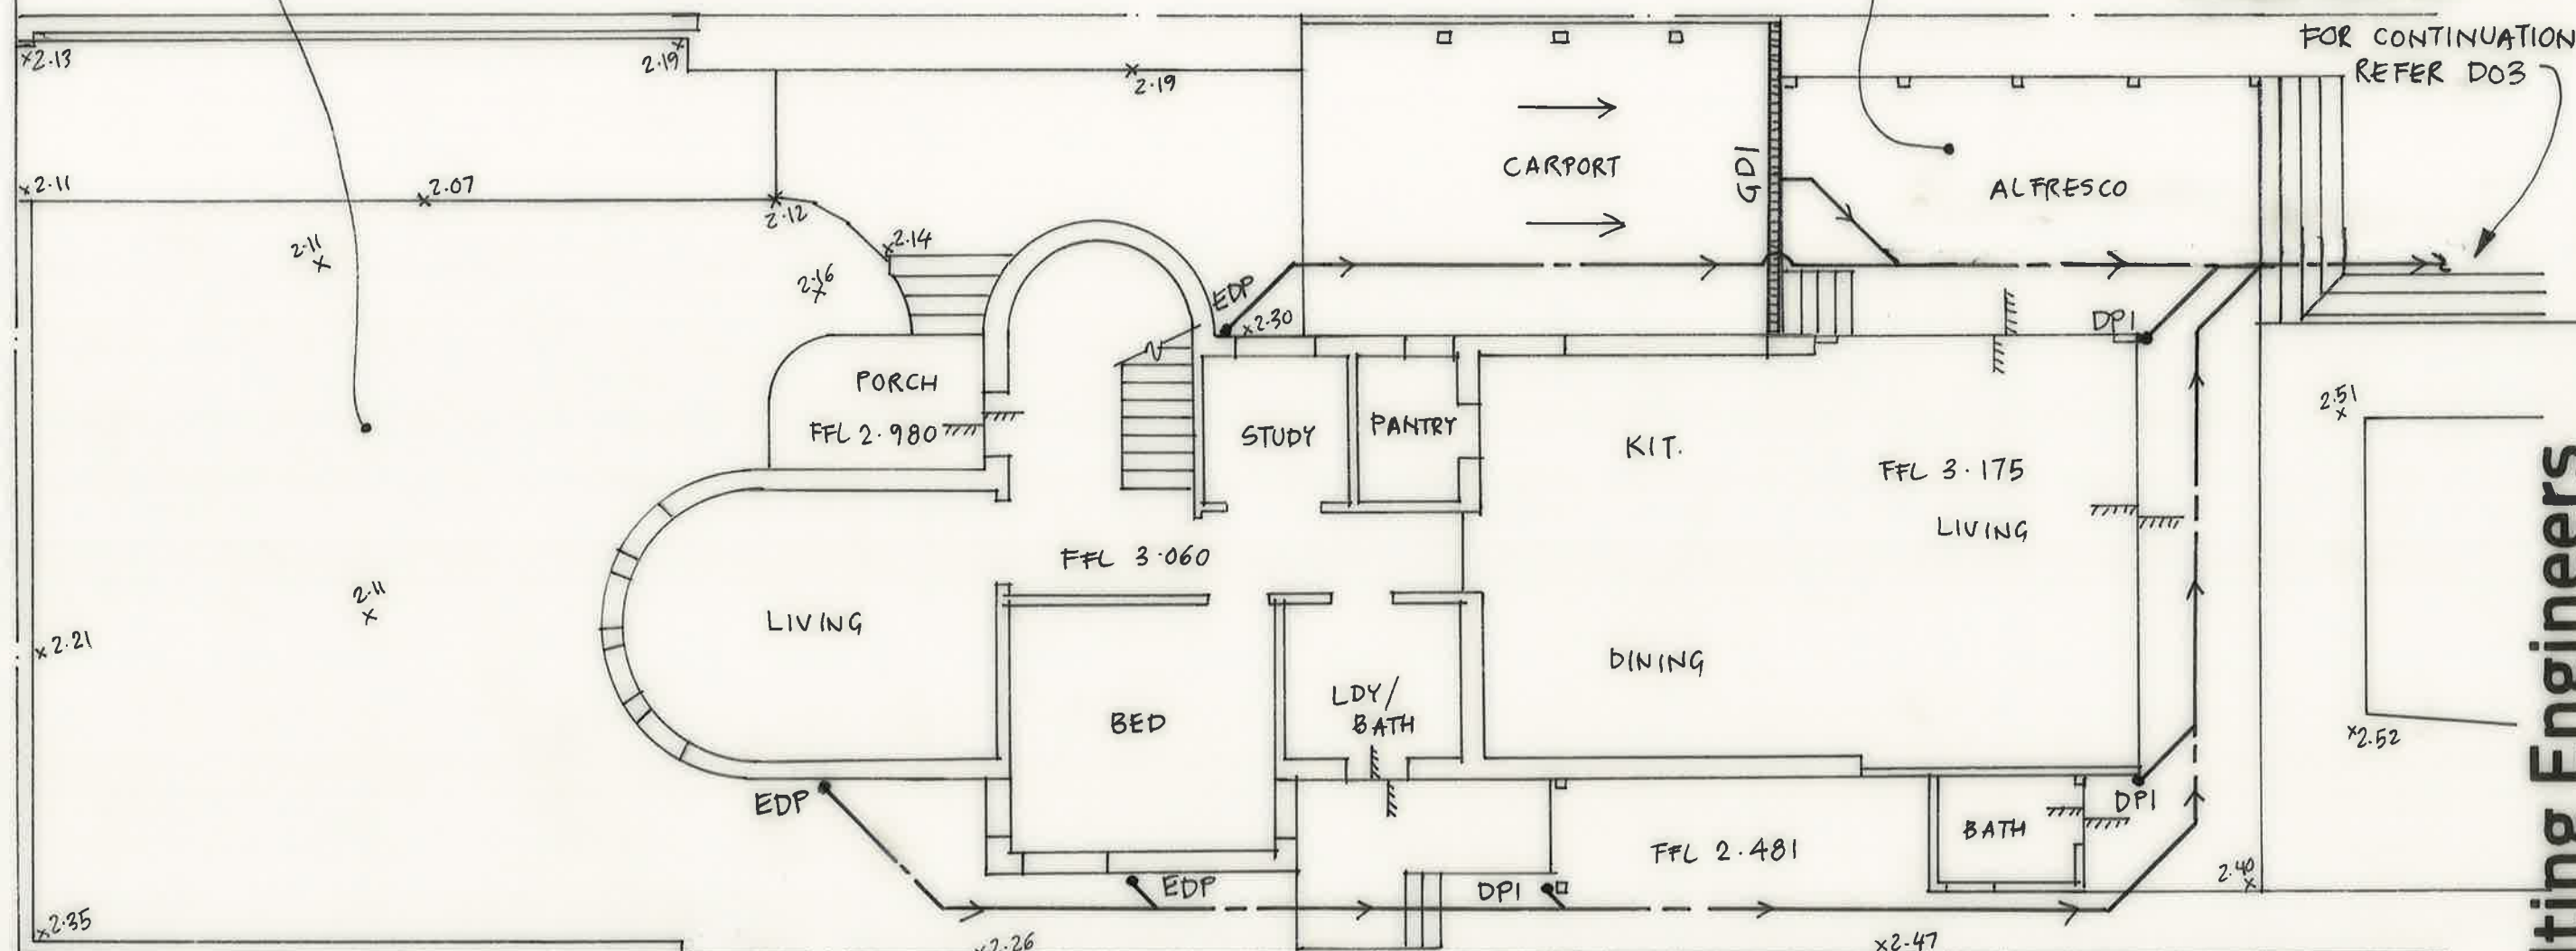 FOR CONTINUATION
REFER D03
2.13
2.19
2.19
CARPORT
GD1
ALFRESCO
2.11
2.07
2.12
2.14
2.11
2.16
EDP
2.30
DP1
PORCH
FFL 2.980
STUDY
PANTRY
KIT.
FFL 3.175
LIVING
2.51
FFL 3.060
2.11
LIVING
2.21
DINING
LDY/
BATH
BED
2.52
EDP
DP1
BATH
FFL 2.481
2.40
EDP
DP1
2.35
2.26
2.47
ting Engineers